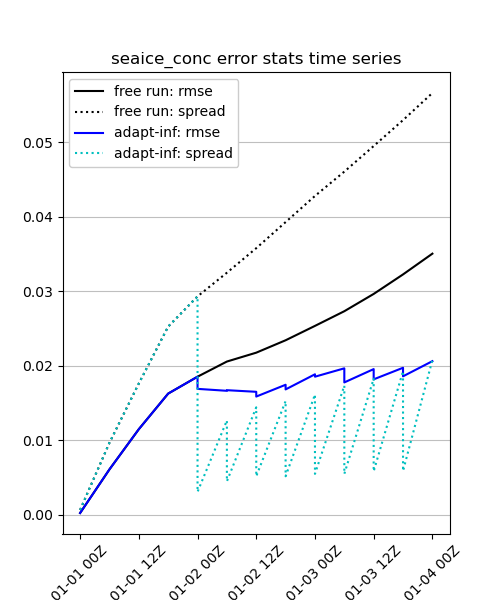 seaice_conc error stats time series
free run: rmse
free run: spread
adapt-inf: rmse
adapt-inf: spread
0.05
0.04
0.03
0.02
0.01
0.00
01-01 00Z
01-01 12Z
01-02 00Z
01-02 12Z
01-03 00Z
01-03 12Z
01-04 00Z